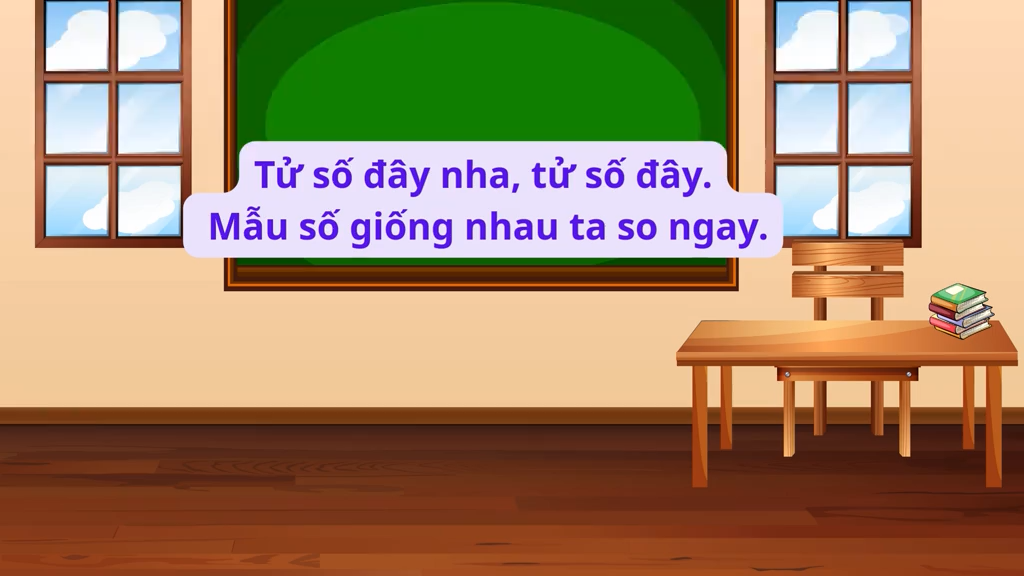 Tử số đây nha, tử số đây.
Mẫu số giống nhau ta so ngay.